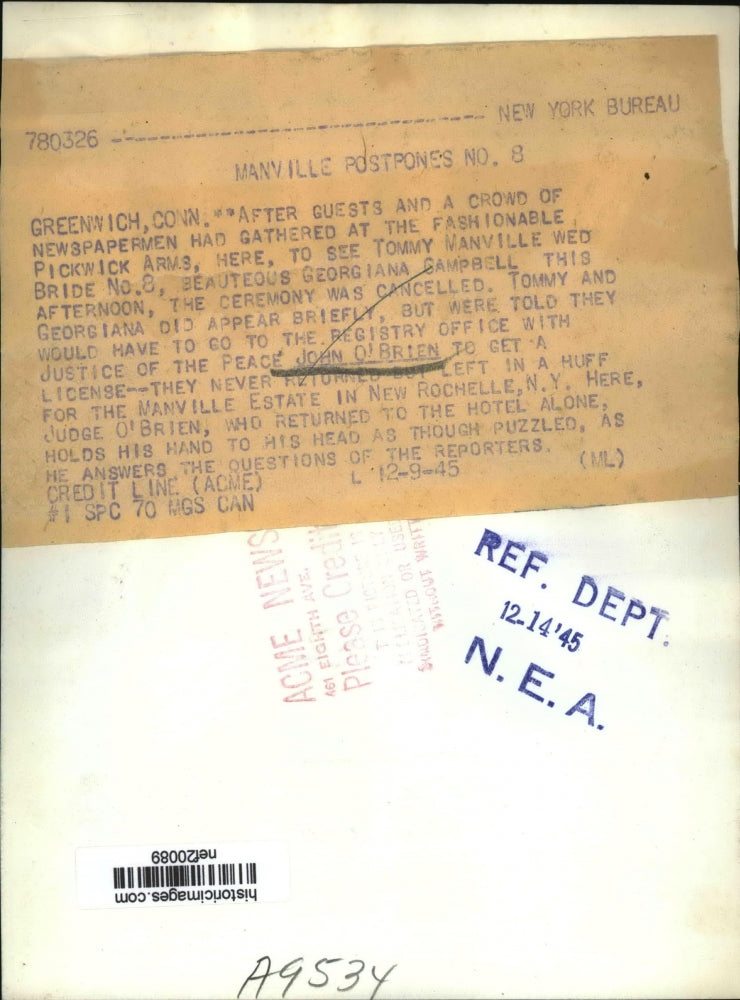 780326 ---------------------------------------- NEW YORK BUREAU
MANVILLE POSTPONES NO. 8
GREENWICH, CONN.**AFTER GUESTS AND A CROWD OF
NEWSPAPERMEN HAD GATHERED AT THE FASHIONABLE
PICKWICK ARMS, HERE, TO SEE TOMMY MANVILLE WED
BRIDE NO.8, BEAUTEOUS GEORGIANA CAMPBELL THIS
AFTERNOON, THE CEREMONY WAS CANCELLED. TOMMY AND
GEORGIANA DID APPEAR BRIEFLY, BUT WERE TOLD THEY
WOULD HAVE TO GO TO THE REGISTRY OFFICE WITH
JUSTICE OF THE PEACE JOHN O'BRIEN TO GET A
LICENSE--THEY NEVER RETURNED BUT LEFT IN A HUFF
FOR THE MANVILLE ESTATE IN NEW ROCHELLE, N.Y. HERE,
JUDGE O'BRIEN, WHO RETURNED TO THE HOTEL ALONE,
HOLDS HIS HAND TO HIS HEAD AS THOUGH PUZZLED, AS
HE ANSWERS THE QUESTIONS OF THE REPORTERS.
CREDIT LINE (ACME) L 12-9-45 (ML)
#1 SPC 70 MGS CAN
ACME NEWS
461 EIGHTH AVE.
Please Credit
REF. DEPT.
12-14'45
N. E. A.
nef20089
historicimages.com
A9534